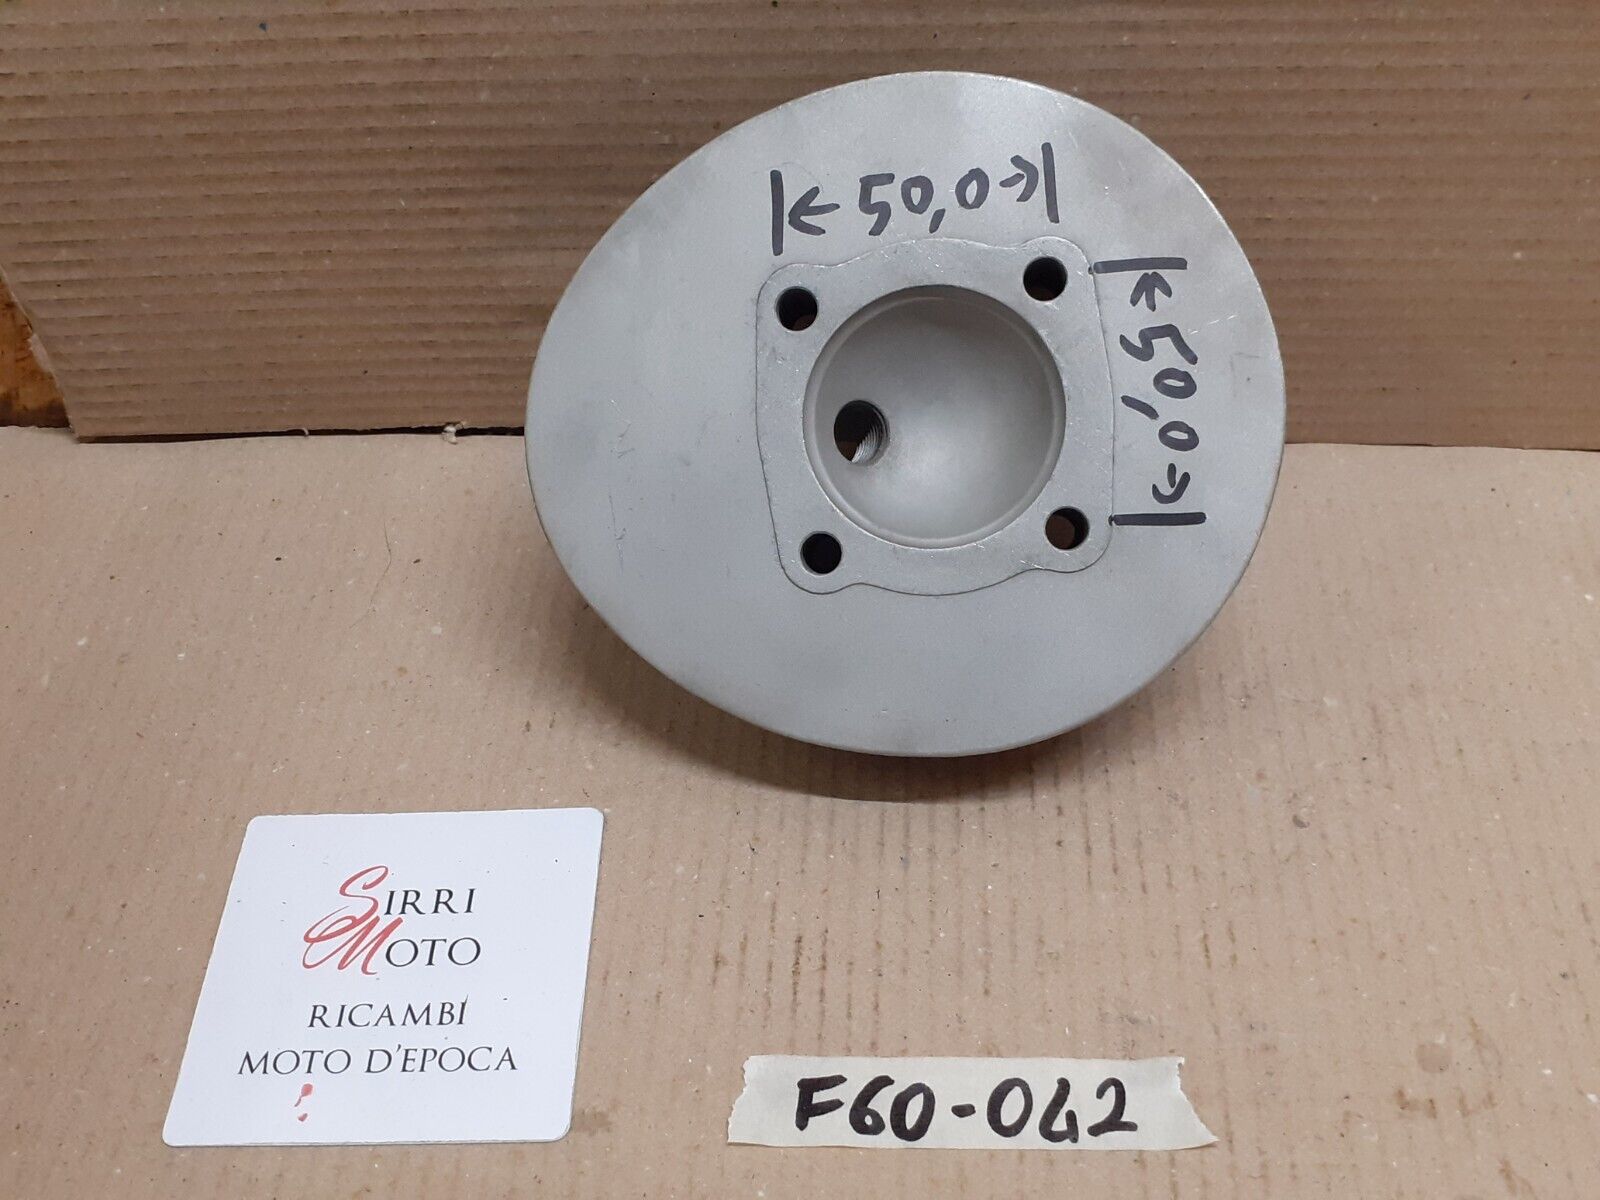 50,0
50,0
SIRRI
MOTO
RICAMBI
MOTO D'EPOCA
F60-042